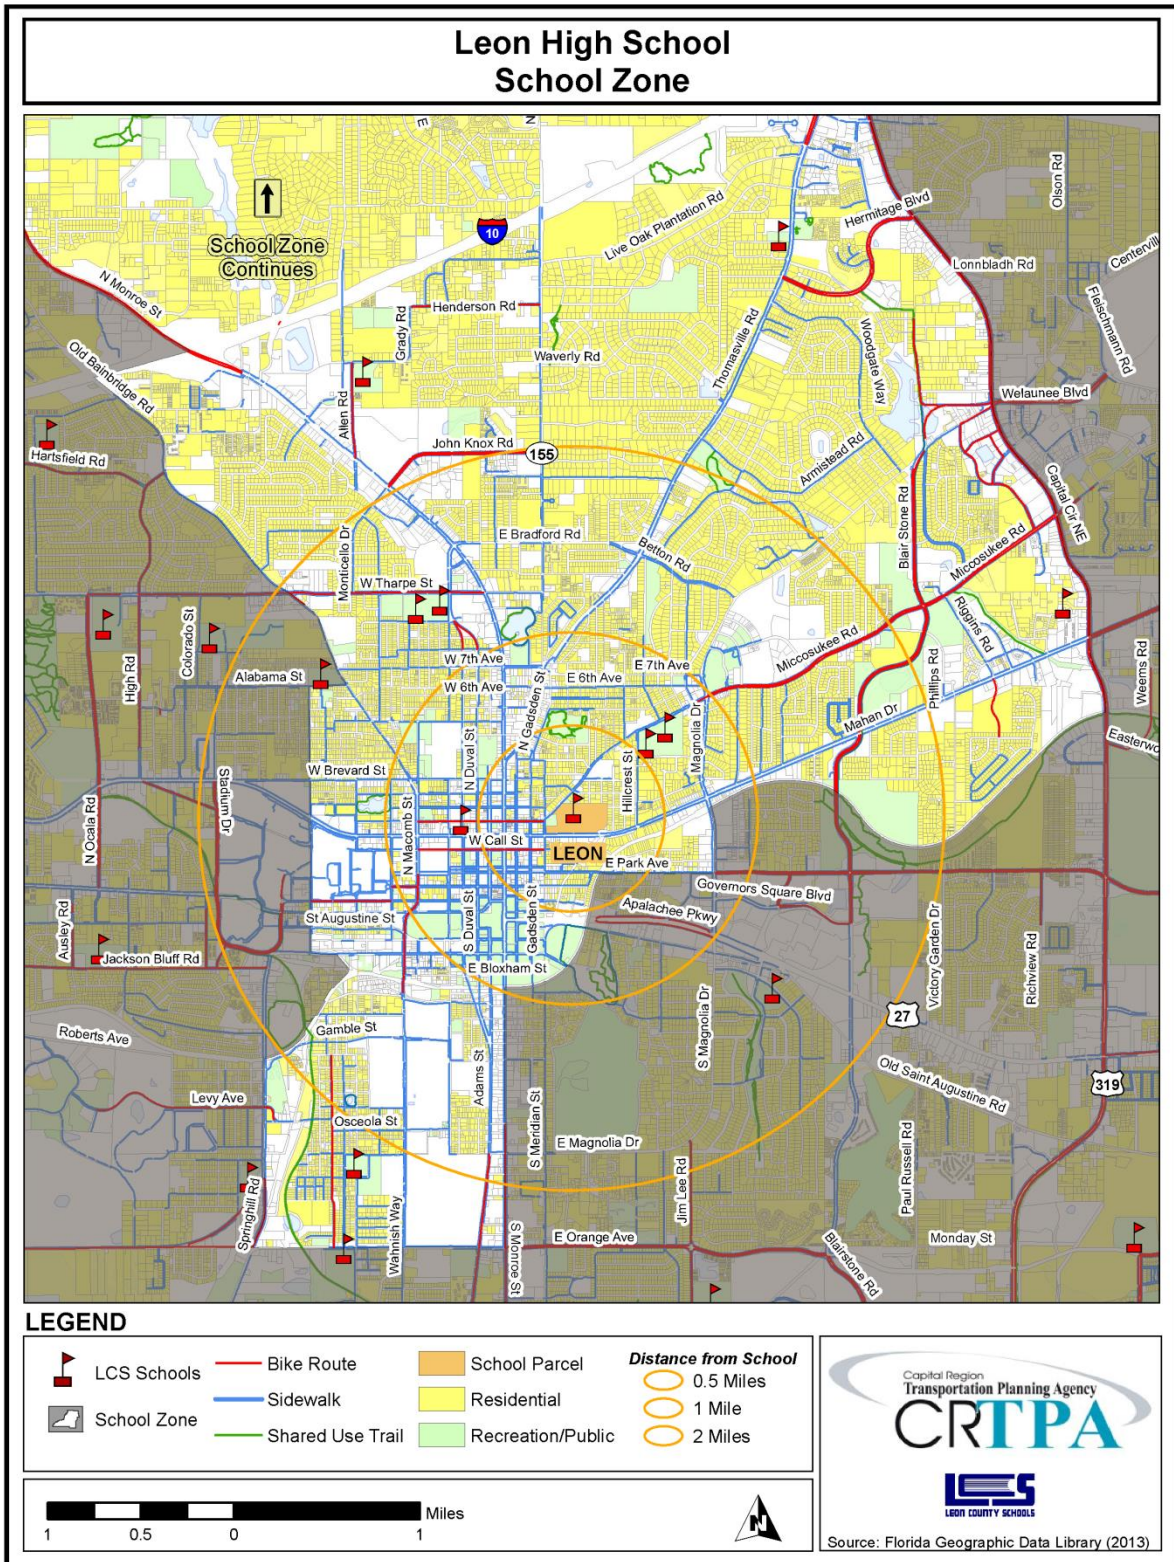 Leon High School
School Zone
E
N
Olson Rd
Live Oak Plantation Rd
Hermitage Blvd
10
School Zone
Continues
Lonnbladh Rd
Centervill
N Monroe St
Fleischmann Rd
Henderson Rd
Grady Rd
Thomasville Rd
Woodgate Way
Old Bainbridge Rd
Waverly Rd
Welaunee Blvd
Allen Rd
John Knox Rd
155
Armistead Rd
Hartsfield Rd
Capital Cir NE
Blair Stone Rd
Monticello Dr
E Bradford Rd
Betton Rd
Miccosukee Rd
W Tharpe St
Colorado St
Riggins Rd
High Rd
W 7th Ave
E 7th Ave
Miccosukee Rd
Weems Rd
Alabama St
W 6th Ave
E 6th Ave
Phillips Rd
N Gadsden St
Magnolia Dr
Mahan Dr
N Duval St
Easterwo
Hillcrest St
W Brevard St
Stadium Dr
N Ocala Rd
N Macomb St
W Call St
LEON
E Park Ave
Governors Square Blvd
Ausley Rd
St Augustine St
S Duval St
Gadsden St
Apalachee Pkwy
Victory Garden Dr
Richview Rd
Jackson Bluff Rd
E Bloxham St
27
S Magnolia Dr
Roberts Ave
Gamble St
Adams St
Old Saint Augustine Rd
319
Levy Ave
Osceola St
S Meridian St
E Magnolia Dr
Paul Russell Rd
Jim Lee Rd
Springhill Rd
Wahnish Way
S Monroe St
E Orange Ave
Blairstone Rd
Monday St
LEGEND
LCS Schools
Bike Route
School Parcel
Distance from School
0.5 Miles
School Zone
Sidewalk
Residential
1 Mile
Shared Use Trail
Recreation/Public
2 Miles
Capital Region
Transportation Planning Agency
CRTPA
Miles
1 0.5 0 1
N
LCS
LEON COUNTY SCHOOLS
Source: Florida Geographic Data Library (2013)